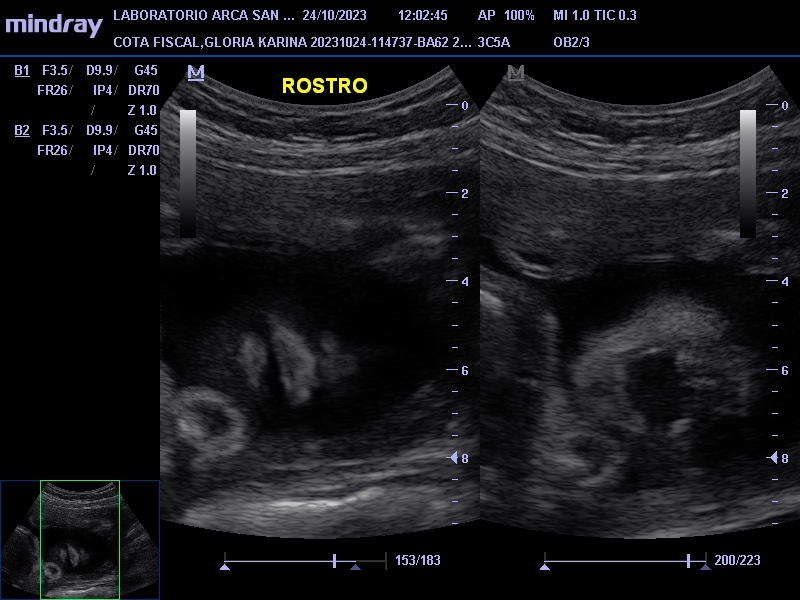 mindray
LABORATORIO ARCA SAN ... 24/10/2023 12:02:45 AP 100% MI 1.0 TIC 0.3
COTA FISCAL,GLORIA KARINA 20231024-114737-BA62 2... 3C5A OB2/3
B1 F3.5/ D9.9/ G45
FR26/ IP4/ DR70
/ Z 1.0
B2 F3.5/ D9.9/ G45
FR26/ IP4/ DR70
/ Z 1.0
M
ROSTRO
M
0
2
4
6
8
0
2
4
6
8
153/183
200/223